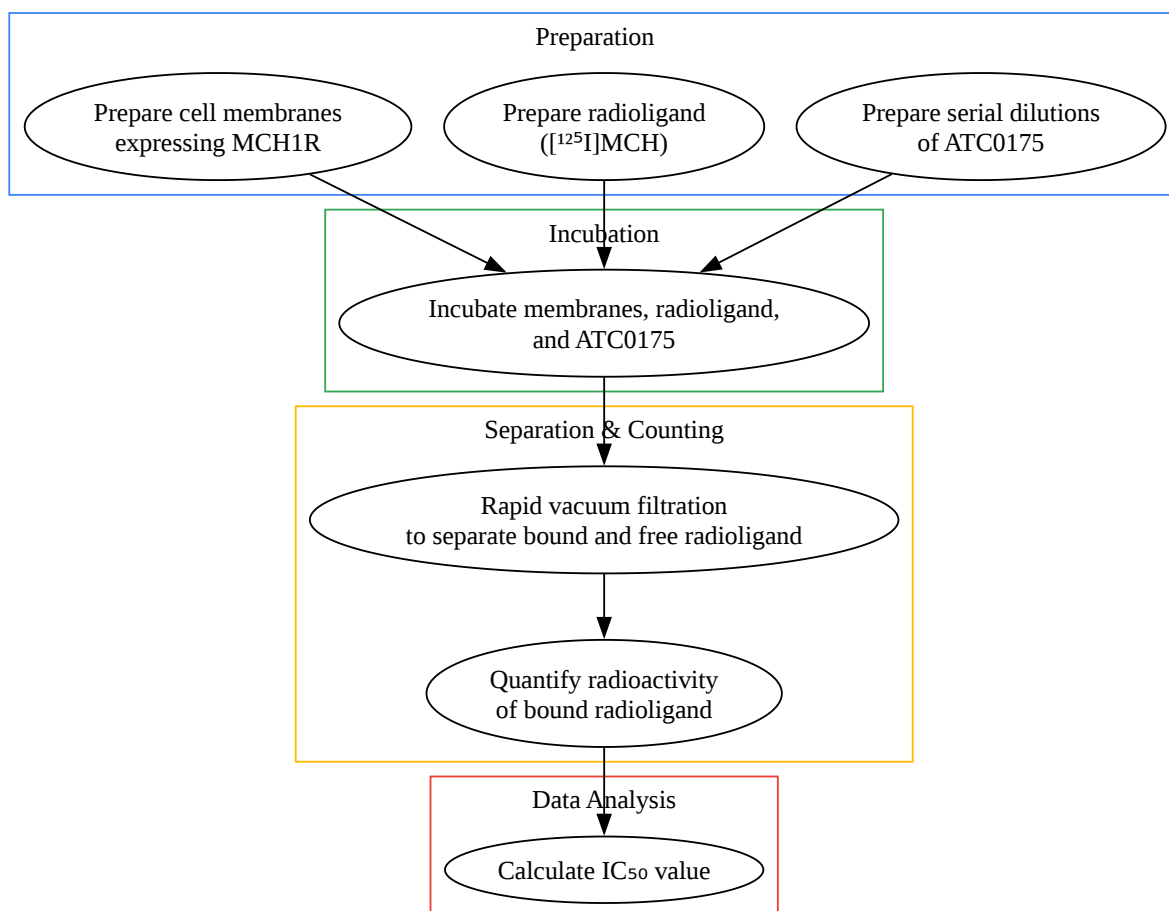 Preparation
Prepare cell membranes
expressing MCH1R
Prepare radioligand
([¹²⁵I]MCH)
Prepare serial dilutions
of ATC0175
Incubation
Incubate membranes, radioligand,
and ATC0175
Separation & Counting
Rapid vacuum filtration
to separate bound and free radioligand
Quantify radioactivity
of bound radioligand
Data Analysis
Calculate IC₅₀ value